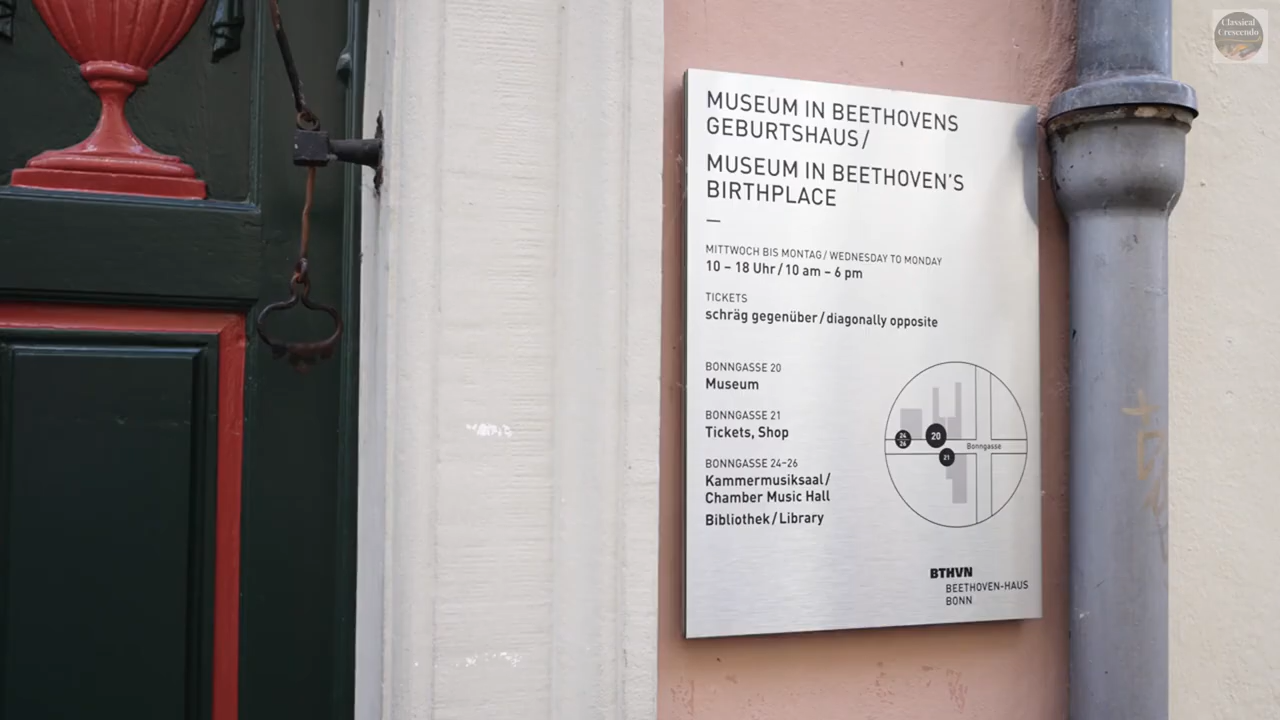 Classical
Crescendo
MUSEUM IN BEETHOVENS
GEBURTSHAUS/
MUSEUM IN BEETHOVEN'S
BIRTHPLACE
—
MITTWOCH BIS MONTAG / WEDNESDAY TO MONDAY
10 – 18 Uhr / 10 am – 6 pm
TICKETS
schräg gegenüber / diagonally opposite
BONNGASSE 20
Museum
BONNGASSE 21
Tickets, Shop
BONNGASSE 24–26
Kammermusiksaal /
Chamber Music Hall
Bibliothek / Library
24
26
20
21
Bonngasse
BTHVN
BEETHOVEN-HAUS
BONN